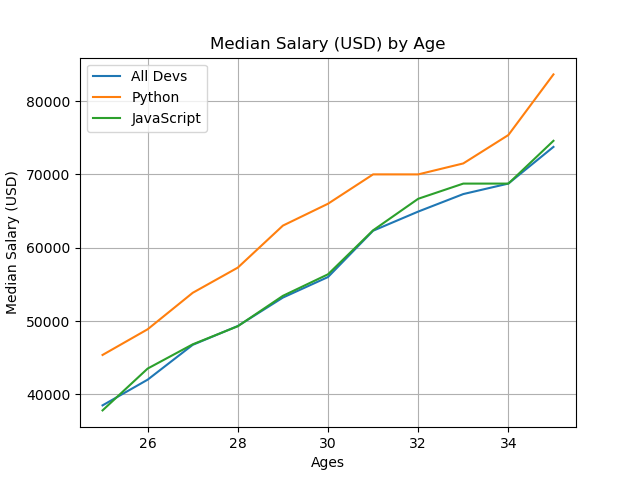 Median Salary (USD) by Age
All Devs
Python
JavaScript
80000
70000
60000
50000
40000
Median Salary (USD)
26 28 30 32 34
Ages